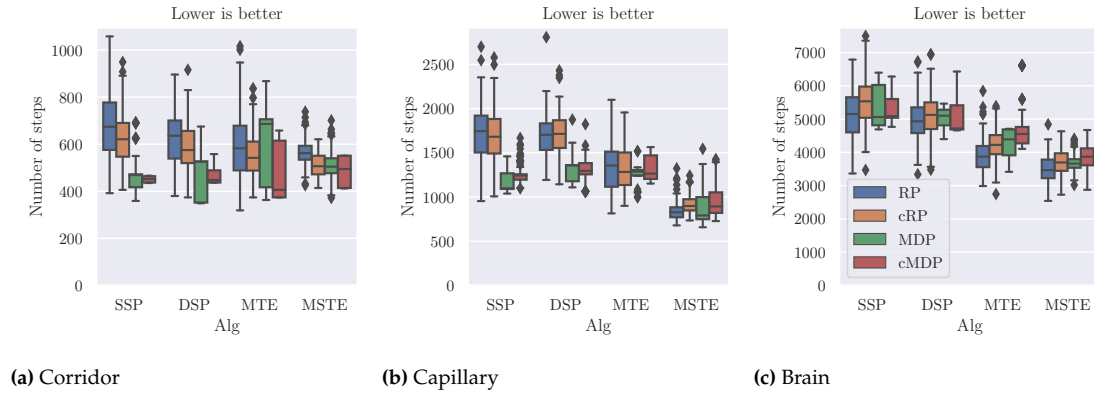 Lower is better
1000
800
600
400
200
0
Number of steps
SSP DSP MTE MSTE
Alg
(a) Corridor
Lower is better
2500
2000
1500
1000
500
0
Number of steps
SSP DSP MTE MSTE
Alg
(b) Capillary
Lower is better
7000
6000
5000
4000
3000
2000
1000
0
Number of steps
RP
cRP
MDP
cMDP
SSP DSP MTE MSTE
Alg
(c) Brain